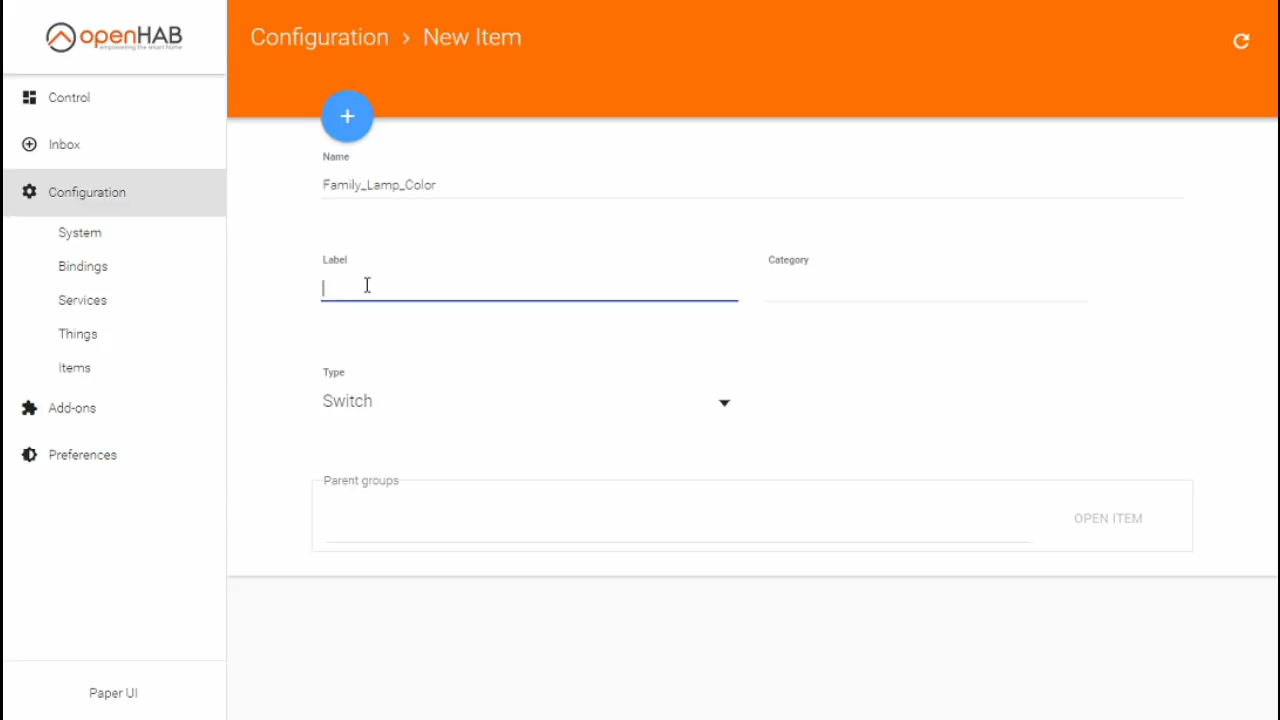 openHAB
empowering the smart home
Configuration > New Item
Control
Inbox
Configuration
System
Bindings
Services
Things
Items
Add-ons
Preferences
Paper UI
+
Name
Family_Lamp_Color
Label
Category
Type
Switch
Parent groups
OPEN ITEM